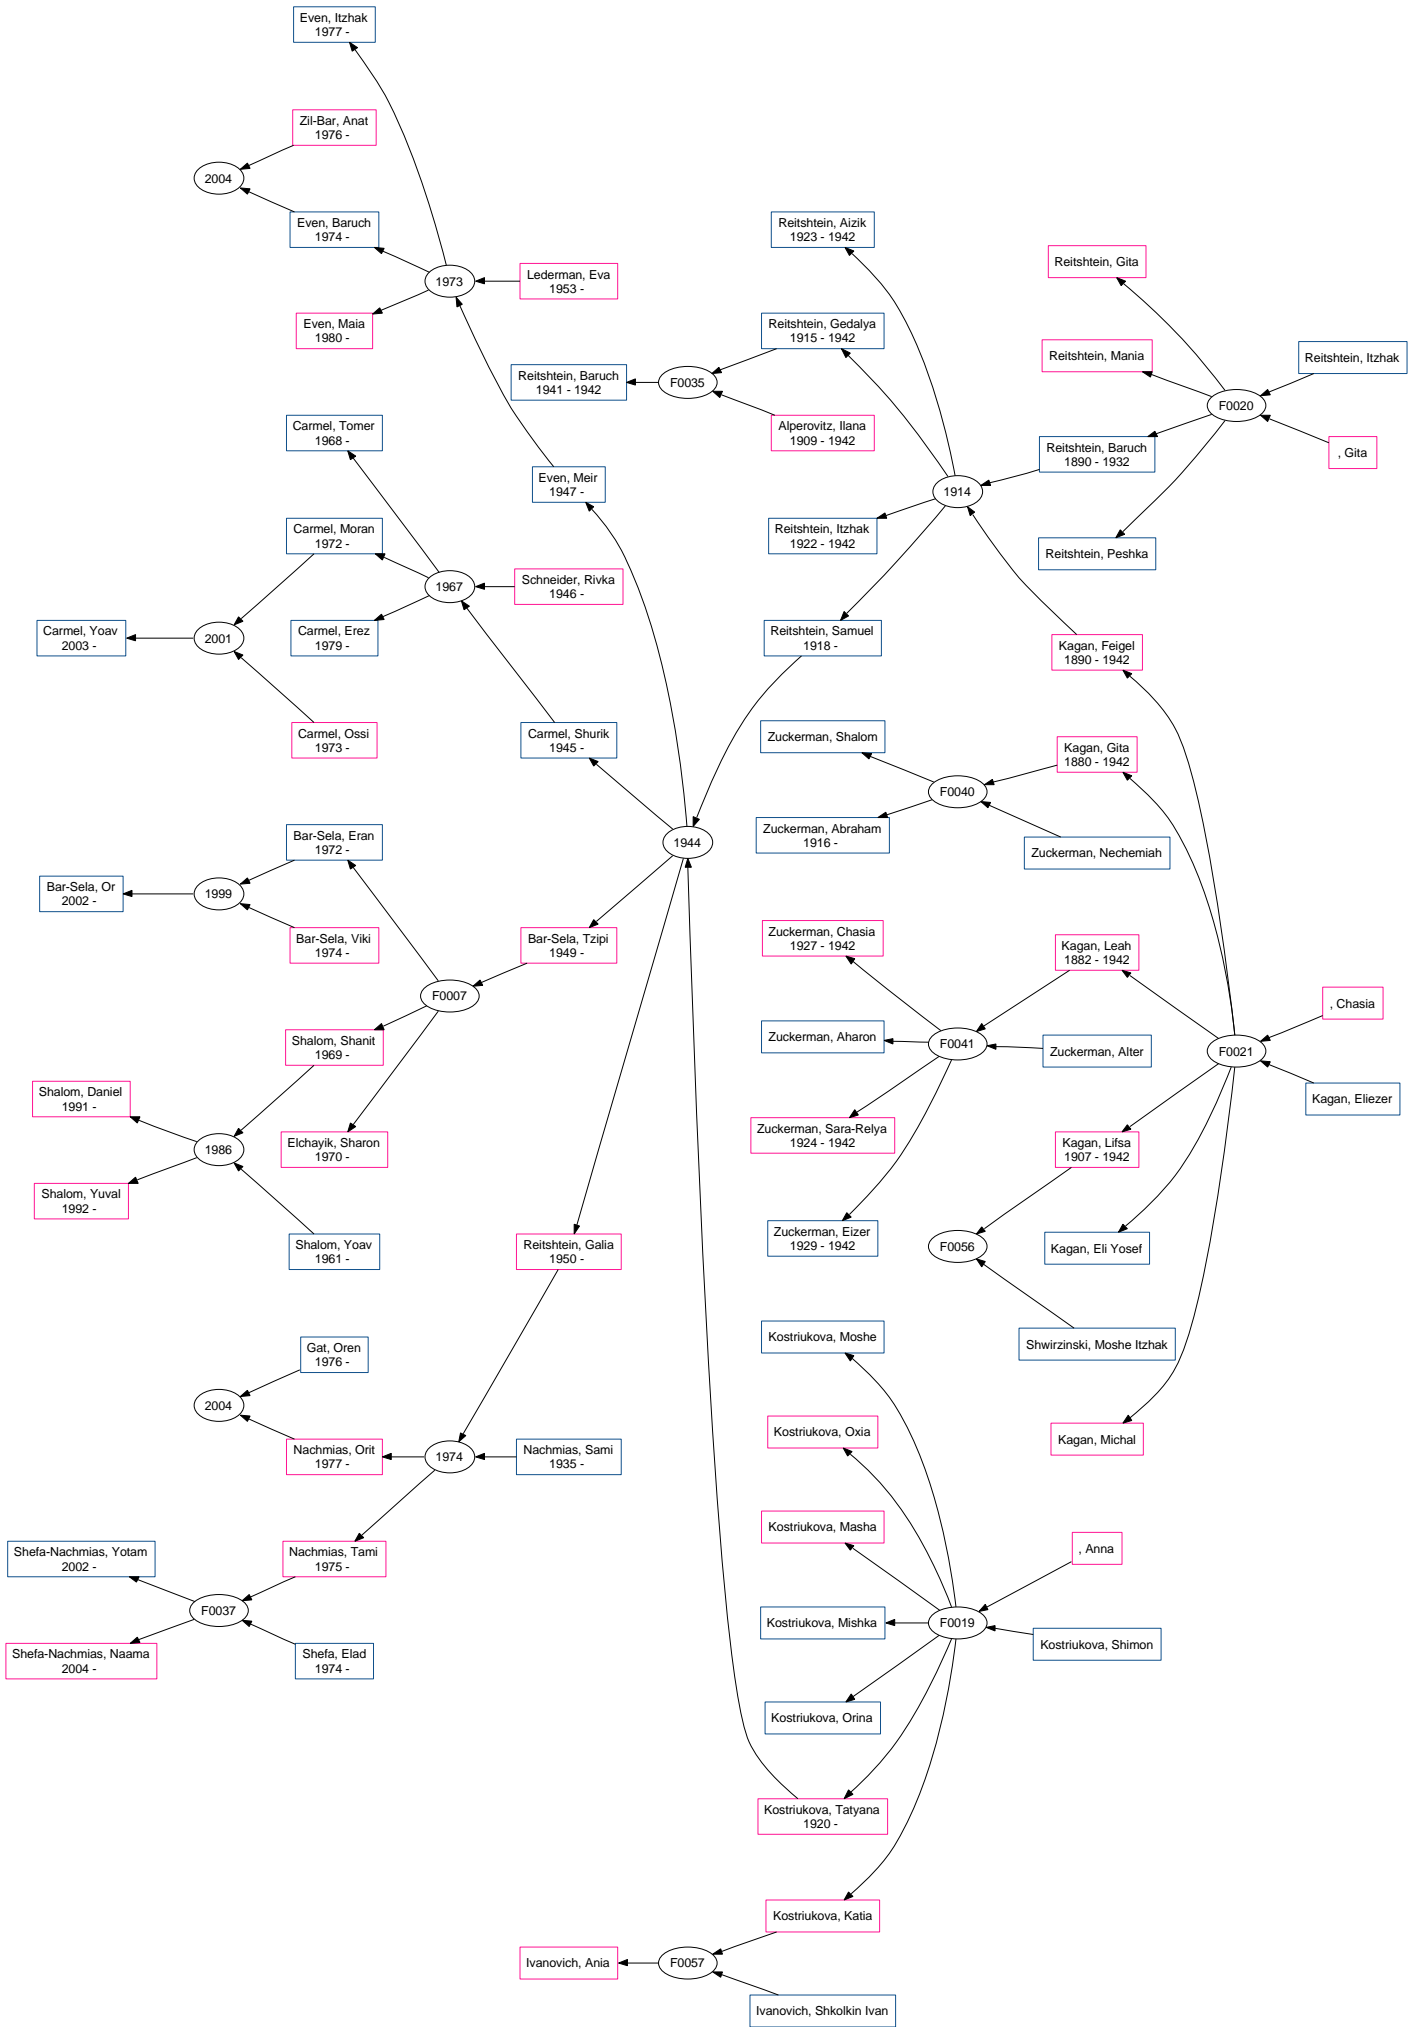 Even, Itzhak
1977 -
Zil-Bar, Anat
1976 -
2004
Even, Baruch
1974 -
1973
Lederman, Eva
1953 -
Even, Maia
1980 -
Reitshtein, Aizik
1923 - 1942
Reitshtein, Gita
Reitshtein, Gedalya
1915 - 1942
Reitshtein, Mania
Reitshtein, Itzhak
Reitshtein, Baruch
1941 - 1942
F0035
F0020
Alperovitz, Ilana
1909 - 1942
Reitshtein, Baruch
1890 - 1932
, Gita
Carmel, Tomer
1968 -
Even, Meir
1947 -
1914
Carmel, Moran
1972 -
Reitshtein, Itzhak
1922 - 1942
Reitshtein, Peshka
1967
Schneider, Rivka
1946 -
Carmel, Yoav
2003 -
2001
Carmel, Erez
1979 -
Reitshtein, Samuel
1918 -
Kagan, Feigel
1890 - 1942
Carmel, Ossi
1973 -
Carmel, Shurik
1945 -
Zuckerman, Shalom
Kagan, Gita
1880 - 1942
F0040
Zuckerman, Abraham
1916 -
Zuckerman, Nechemiah
1944
Bar-Sela, Eran
1972 -
Bar-Sela, Or
2002 -
1999
Bar-Sela, Viki
1974 -
Bar-Sela, Tzipi
1949 -
Zuckerman, Chasia
1927 - 1942
Kagan, Leah
1882 - 1942
F0007
, Chasia
Shalom, Shanit
1969 -
Zuckerman, Aharon
F0041
Zuckerman, Alter
F0021
Kagan, Eliezer
Shalom, Daniel
1991 -
1986
Elchayik, Sharon
1970 -
Zuckerman, Sara-Relya
1924 - 1942
Kagan, Lifsa
1907 - 1942
Shalom, Yuval
1992 -
Shalom, Yoav
1961 -
Reitshtein, Galia
1950 -
Zuckerman, Eizer
1929 - 1942
F0056
Kagan, Eli Yosef
Shwirzinski, Moshe Itzhak
Gat, Oren
1976 -
Kostriukova, Moshe
2004
Kostriukova, Oxia
Kagan, Michal
Nachmias, Orit
1977 -
1974
Nachmias, Sami
1935 -
Kostriukova, Masha
, Anna
Shefa-Nachmias, Yotam
2002 -
Nachmias, Tami
1975 -
F0037
Kostriukova, Mishka
F0019
Kostriukova, Shimon
Shefa-Nachmias, Naama
2004 -
Shefa, Elad
1974 -
Kostriukova, Orina
Kostriukova, Tatyana
1920 -
Kostriukova, Katia
Ivanovich, Ania
F0057
Ivanovich, Shkolkin Ivan